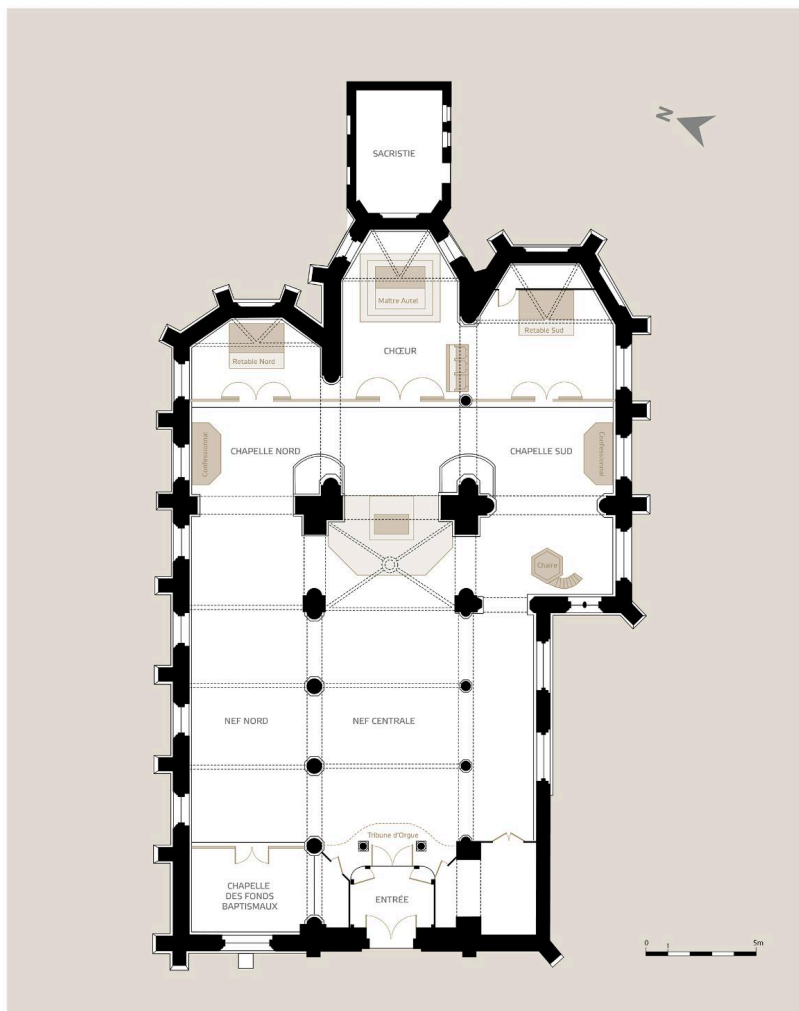 N
SACRISTIE
Maître Autel
Retable Sud
Retable Nord
CHŒUR
Confessionnal
CHAPELLE NORD
CHAPELLE SUD
Confessionnal
Chaire
NEF NORD
NEF CENTRALE
Tribune d'Orgue
CHAPELLE
DES FONDS
BAPTISMAUX
ENTRÉE
0 1 5m